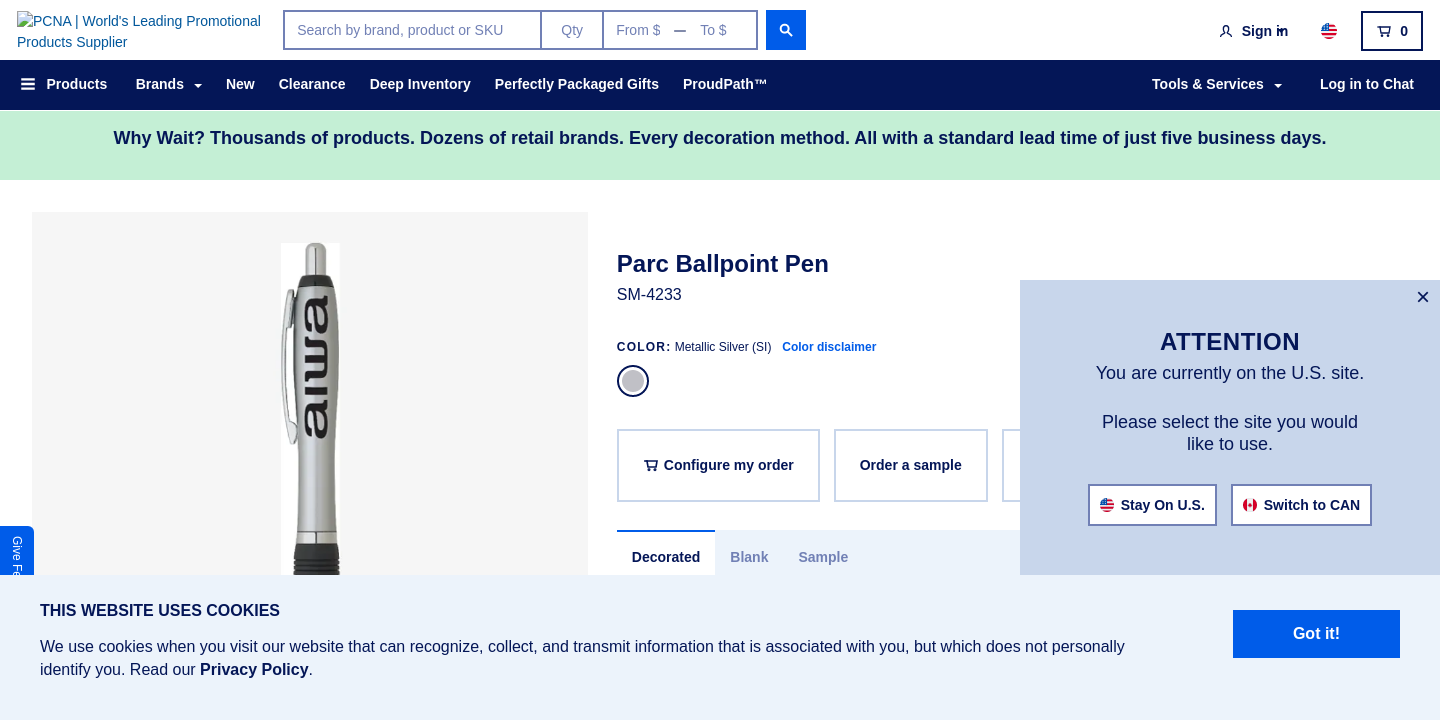 PCNA | World's Leading Promotional
Products Supplier
Search by brand, product or SKU
Qty
From $ — To $
Sign in
0
Products
Brands
New
Clearance
Deep Inventory
Perfectly Packaged Gifts
ProudPath™
Tools & Services
Log in to Chat
Why Wait? Thousands of products. Dozens of retail brands. Every decoration method. All with a standard lead time of just five business days.
aiwa
Parc Ballpoint Pen
SM-4233
COLOR: Metallic Silver (SI) Color disclaimer
Configure my order
Order a sample
Decorated
Blank
Sample
×
ATTENTION
You are currently on the U.S. site.
Please select the site you would
like to use.
Stay On U.S.
Switch to CAN
Give
THIS WEBSITE USES COOKIES
We use cookies when you visit our website that can recognize, collect, and transmit information that is associated with you, but which does not personally
identify you. Read our Privacy Policy.
Got it!